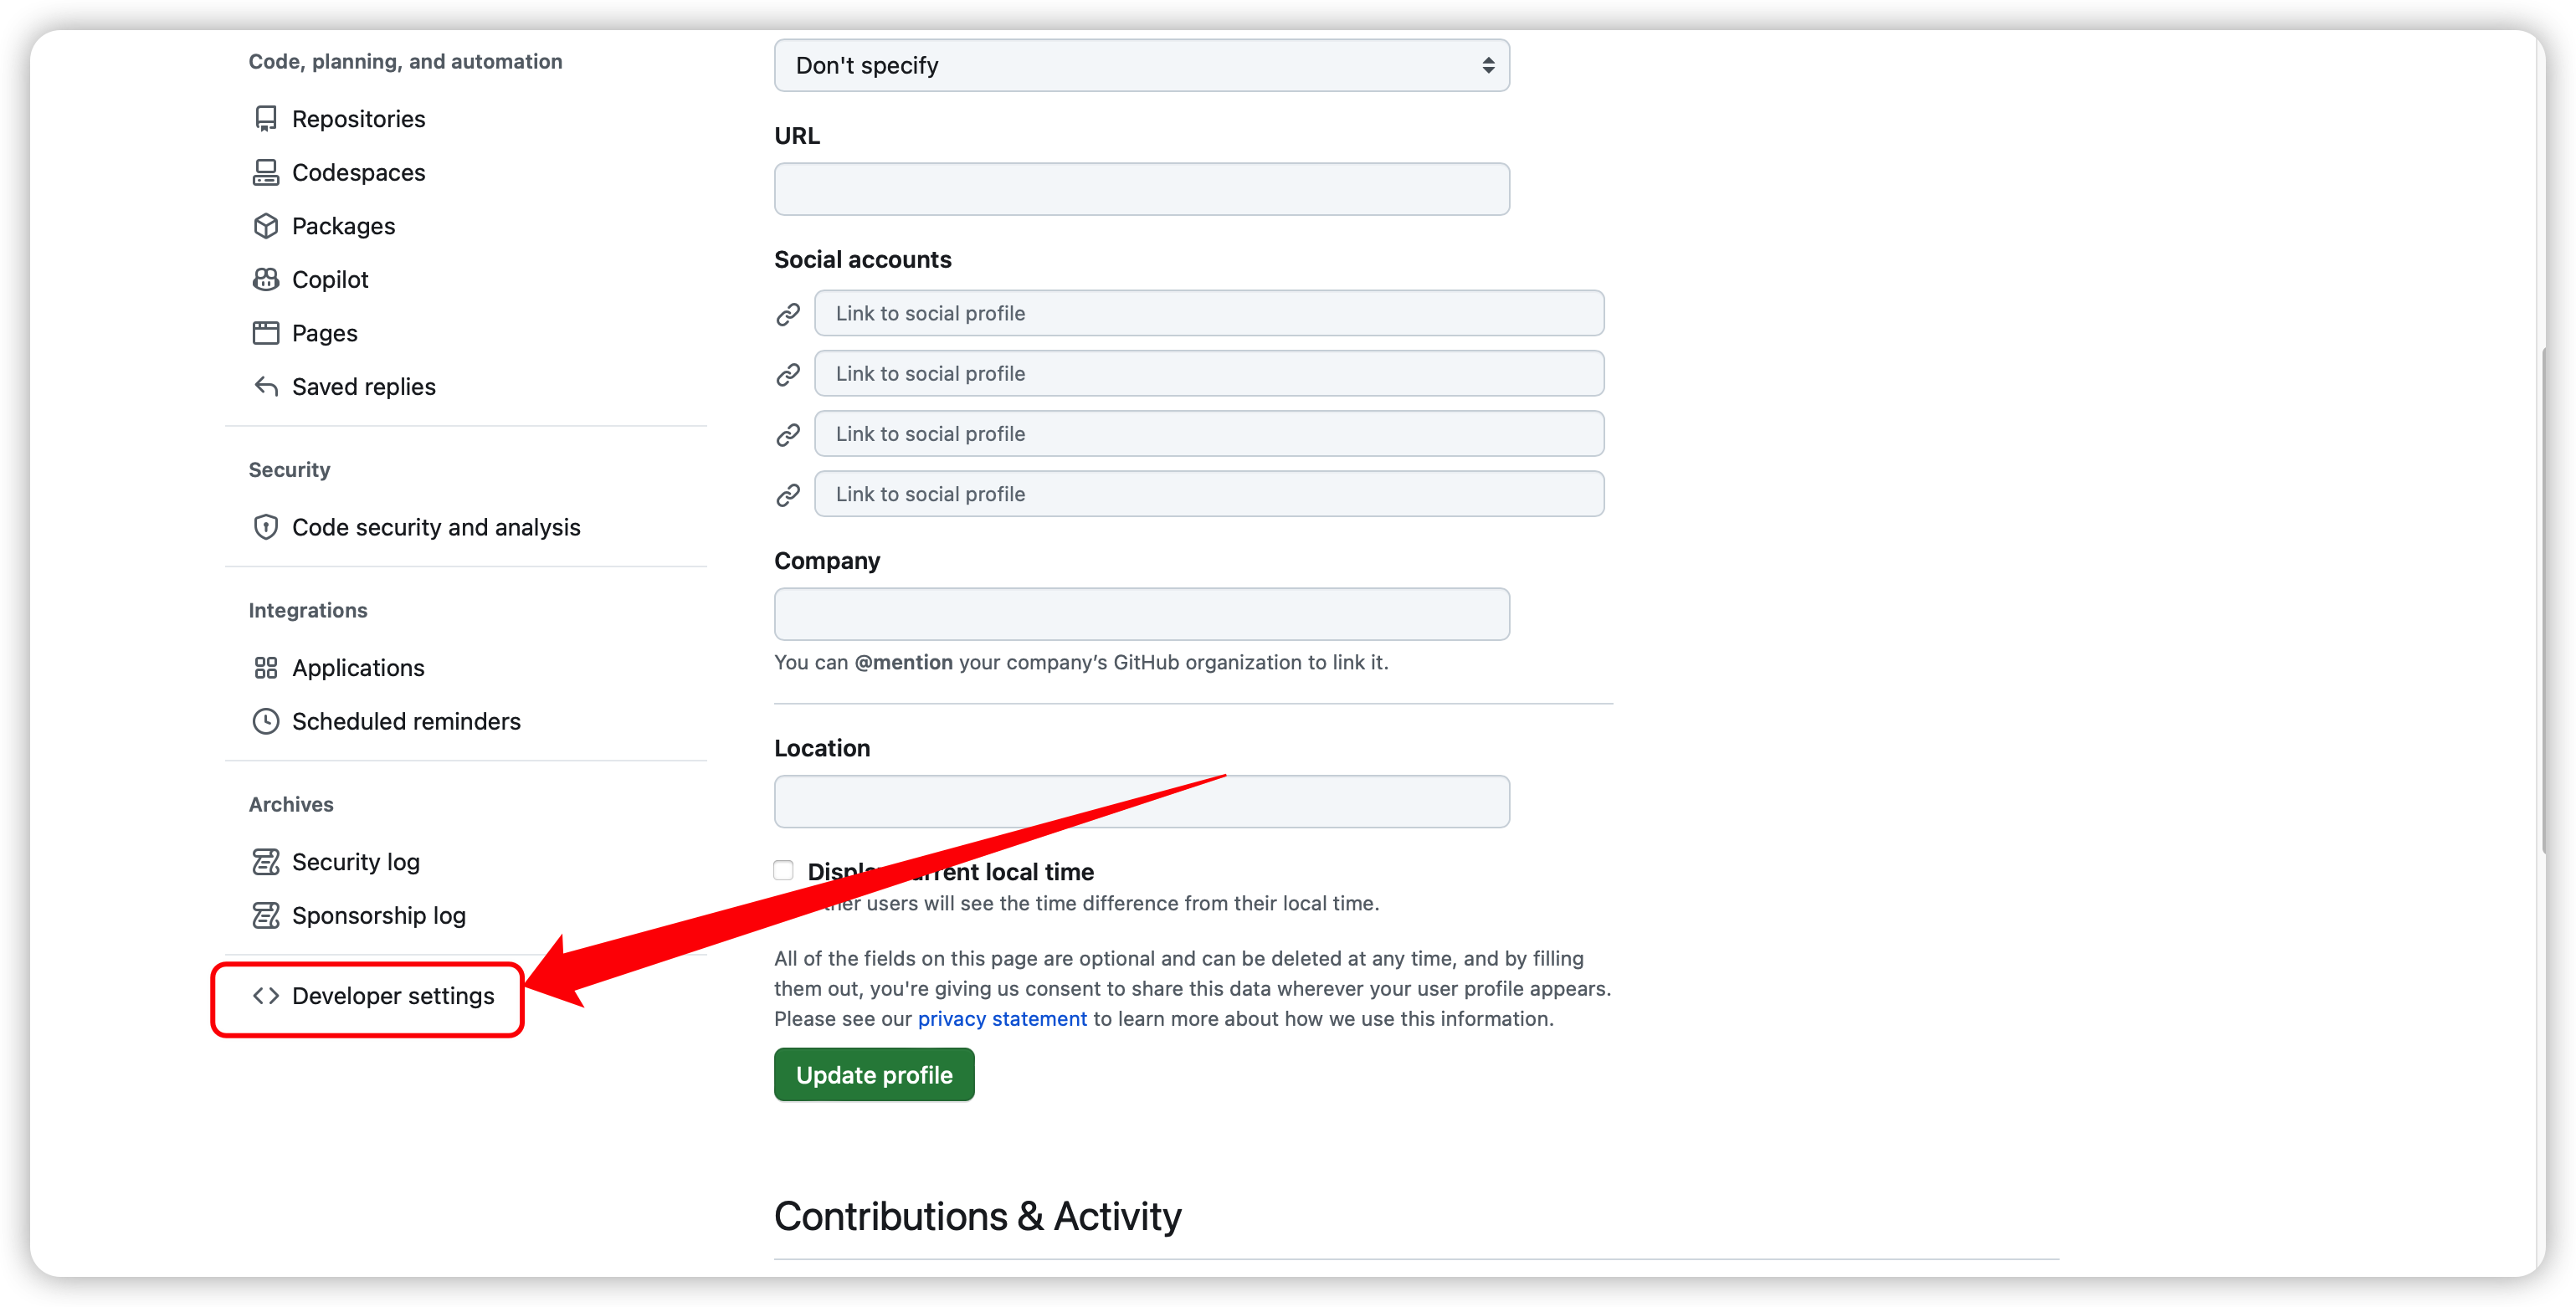 Code, planning, and automation
Repositories
Codespaces
Packages
Copilot
Pages
Saved replies
Security
Code security and analysis
Integrations
Applications
Scheduled reminders
Archives
Security log
Sponsorship log
Developer settings
Don't specify
URL
Social accounts
Link to social profile
Link to social profile
Link to social profile
Link to social profile
Company
You can @mention your company’s GitHub organization to link it.
Location
Display current local time
Other users will see the time difference from their local time.
All of the fields on this page are optional and can be deleted at any time, and by filling
them out, you're giving us consent to share this data wherever your user profile appears.
Please see our privacy statement to learn more about how we use this information.
Update profile
Contributions & Activity